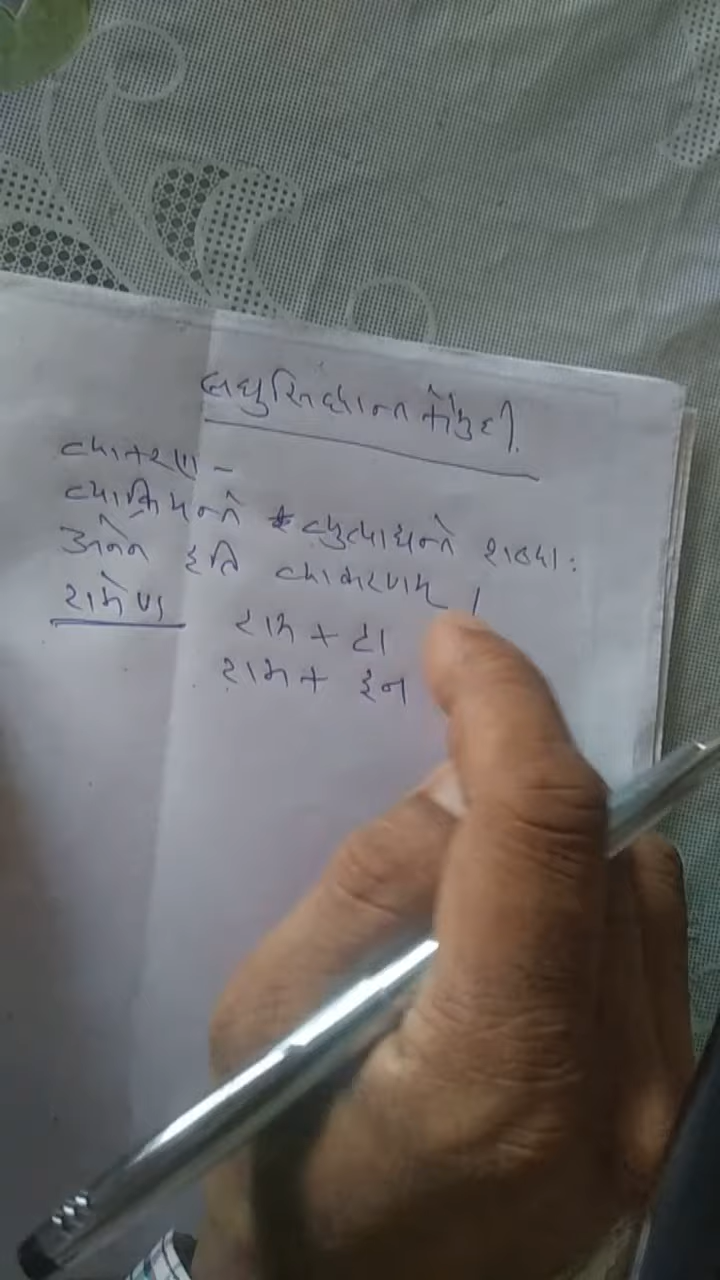 લઘુસિધ્ધાન્ત કૌમુદી.
વ્યાકરણ -
વ્યાક્રિયન્તે વ્યુત્પાદ્યન્તે શબ્દા:
અનેન ઇતિ વ્યાકરણમ્ ।
રામેણ
રામ + ટા
રામ + ઇન